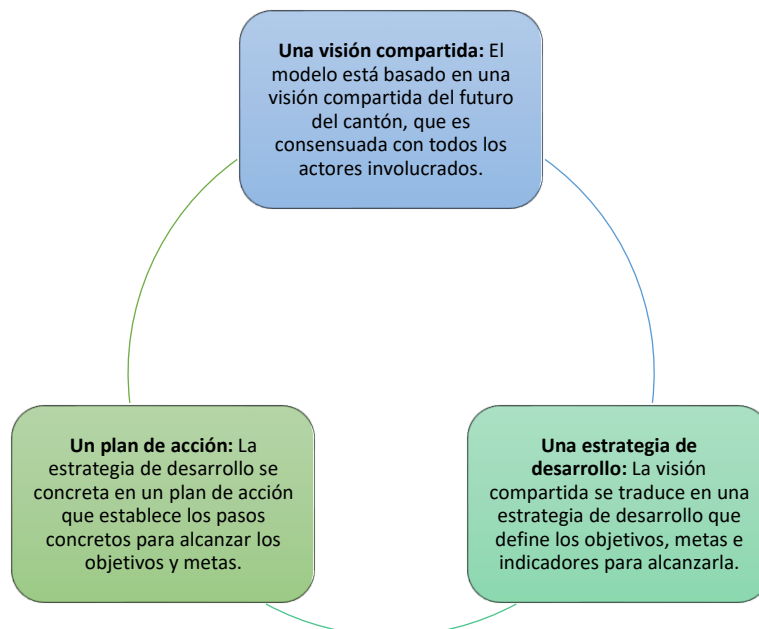 Una visión compartida: El
modelo está basado en una
visión compartida del futuro
del cantón, que es
consensuada con todos los
actores involucrados.
Un plan de acción: La
estrategia de desarrollo se
concreta en un plan de acción
que establece los pasos
concretos para alcanzar los
objetivos y metas.
Una estrategia de
desarrollo: La visión
compartida se traduce en una
estrategia de desarrollo que
define los objetivos, metas e
indicadores para alcanzarla.